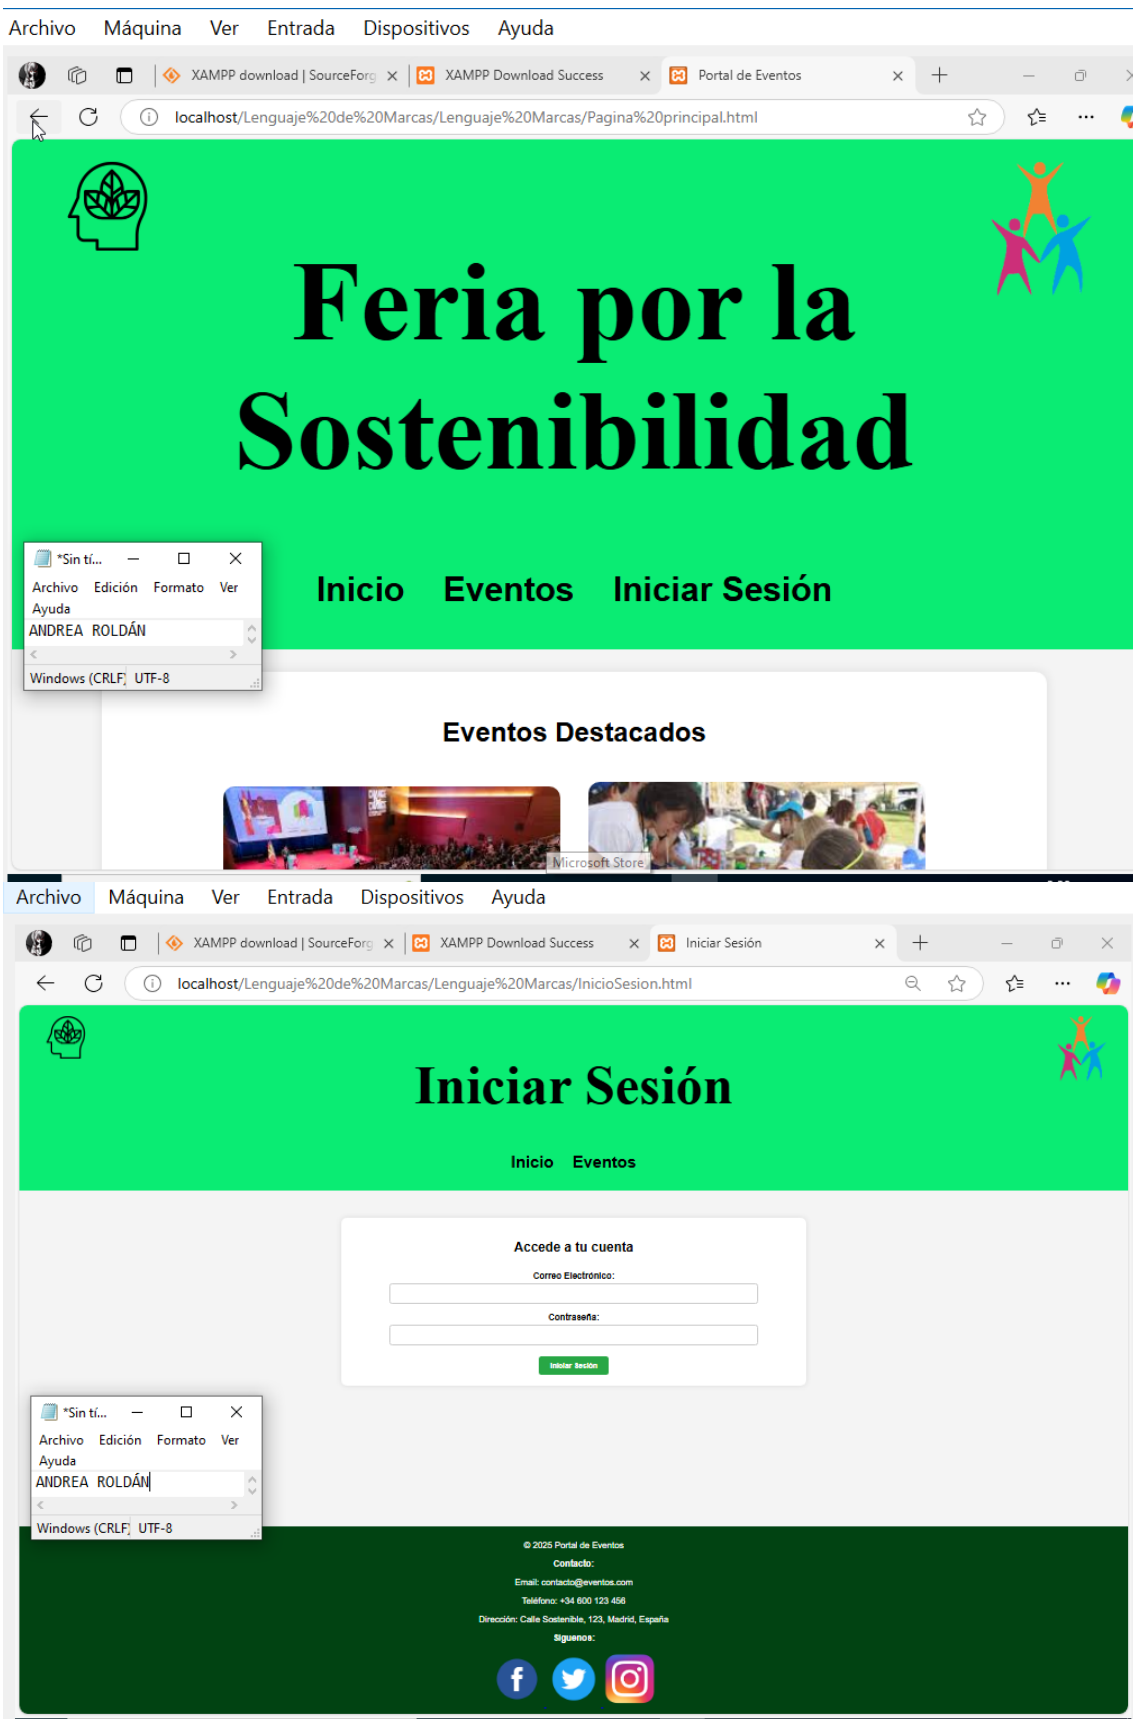 Archivo Máquina Ver Entrada Dispositivos Ayuda
XAMPP download | SourceForg XAMPP Download Success Portal de Eventos
localhost/Lenguaje%20de%20Marcas/Lenguaje%20Marcas/Pagina%20principal.html
Feria por la
Sostenibilidad
Inicio Eventos Iniciar Sesión
*Sin tí...
Archivo Edición Formato Ver
Ayuda
ANDREA ROLDÁN
Windows (CRLF) UTF-8
Eventos Destacados
Microsoft Store
Archivo Máquina Ver Entrada Dispositivos Ayuda
XAMPP download | SourceForg XAMPP Download Success Iniciar Sesión
localhost/Lenguaje%20de%20Marcas/Lenguaje%20Marcas/InicioSesion.html
Iniciar Sesión
Inicio Eventos
Accede a tu cuenta
Correo Electrónico:
Contraseña:
Iniciar Sesión
*Sin tí...
Archivo Edición Formato Ver
Ayuda
ANDREA ROLDÁN
Windows (CRLF) UTF-8
© 2025 Portal de Eventos
Contacto:
Email: contacto@eventos.com
Teléfono: +34 600 123 456
Dirección: Calle Sostenible, 123, Madrid, España
Síguenos: